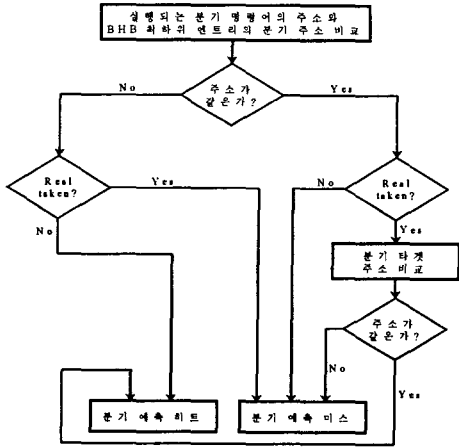 실행되는 분기 명령어의 주소와
BHB 최하위 엔트리의 분기 주소 비교
No
주소가
같은가?
Yes
Real
taken?
Yes
No
Real
taken?
No
Yes
분기 타겟
주소 비교
주소가
같은가?
No
Yes
분기 예측 히트
분기 예측 미스